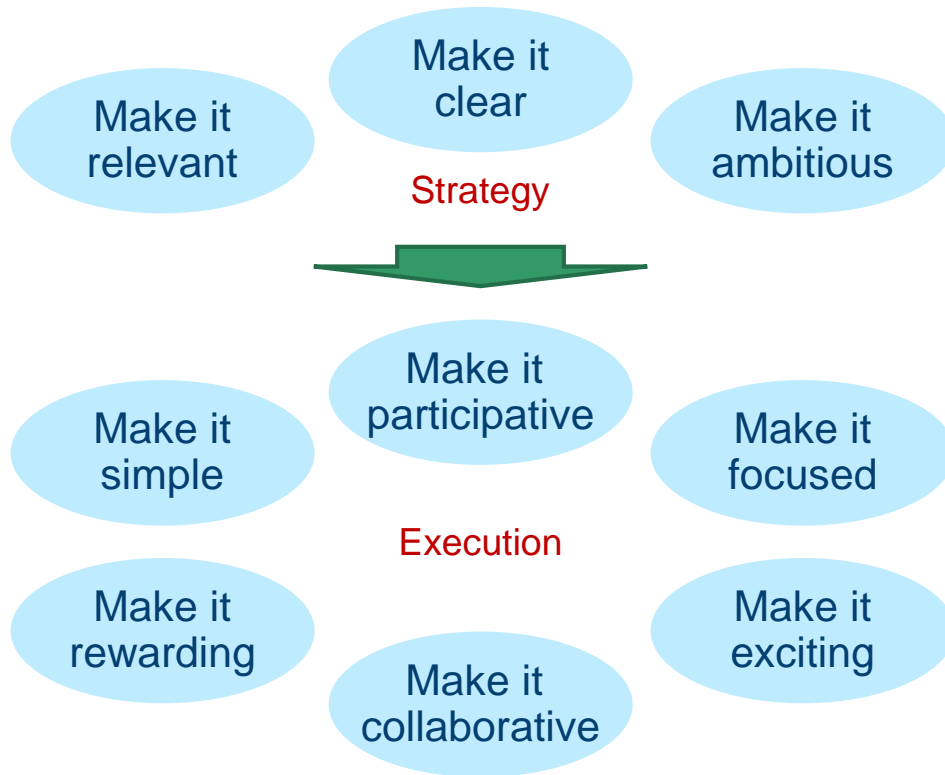 Make it
relevant
Make it
clear
Make it
ambitious
Strategy
Make it
simple
Make it
participative
Make it
focused
Execution
Make it
rewarding
Make it
collaborative
Make it
exciting